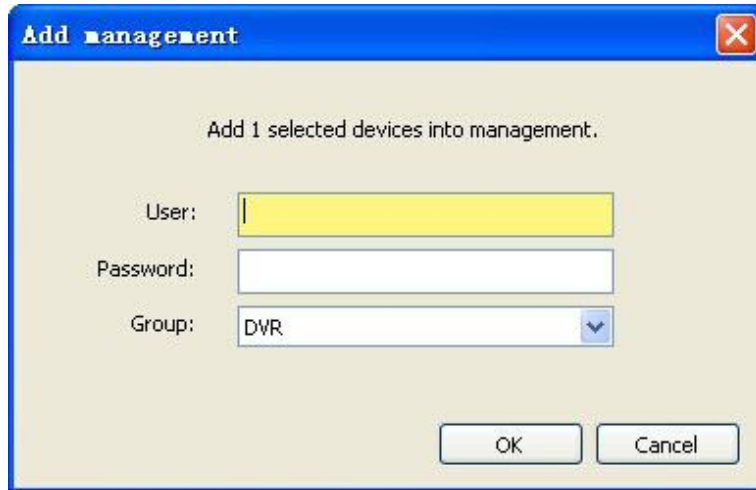 Add management
Add 1 selected devices into management.
User:
Password:
Group:
DVR
OK
Cancel